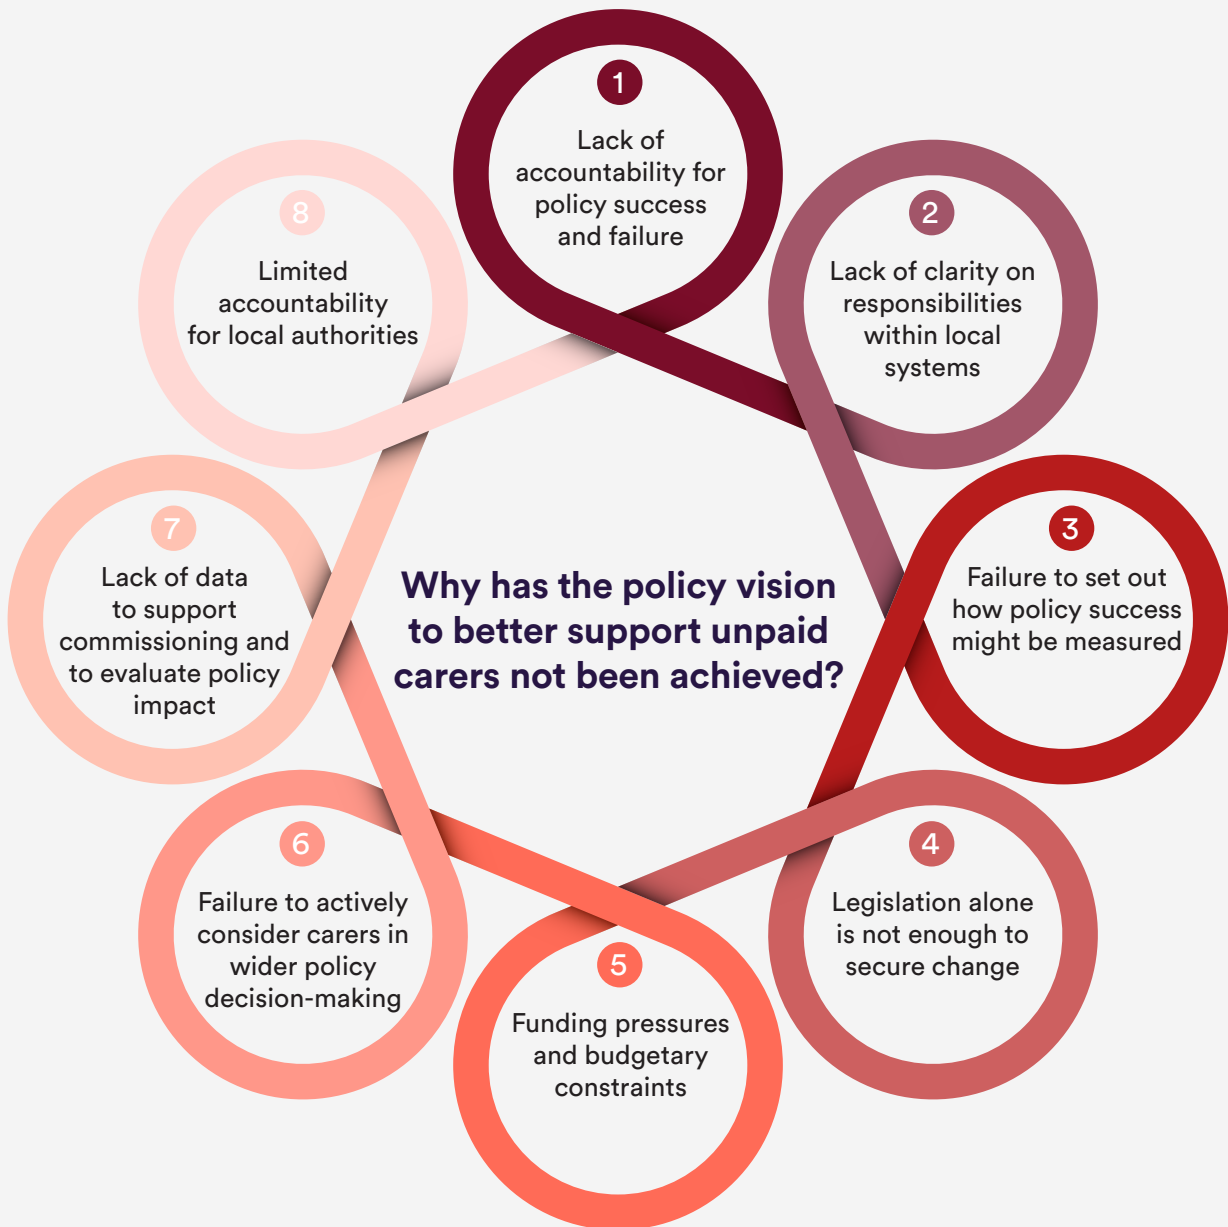 1
Lack of
accountability for
policy success
and failure
2
Lack of clarity on
responsibilities
within local
systems
3
Failure to set out
how policy success
might be measured
4
Legislation alone
is not enough to
secure change
5
Funding pressures
and budgetary
constraints
6
Failure to actively
consider carers in
wider policy
decision-making
7
Lack of data
to support
commissioning and
to evaluate policy
impact
8
Limited
accountability
for local authorities
Why has the policy vision
to better support unpaid
carers not been achieved?